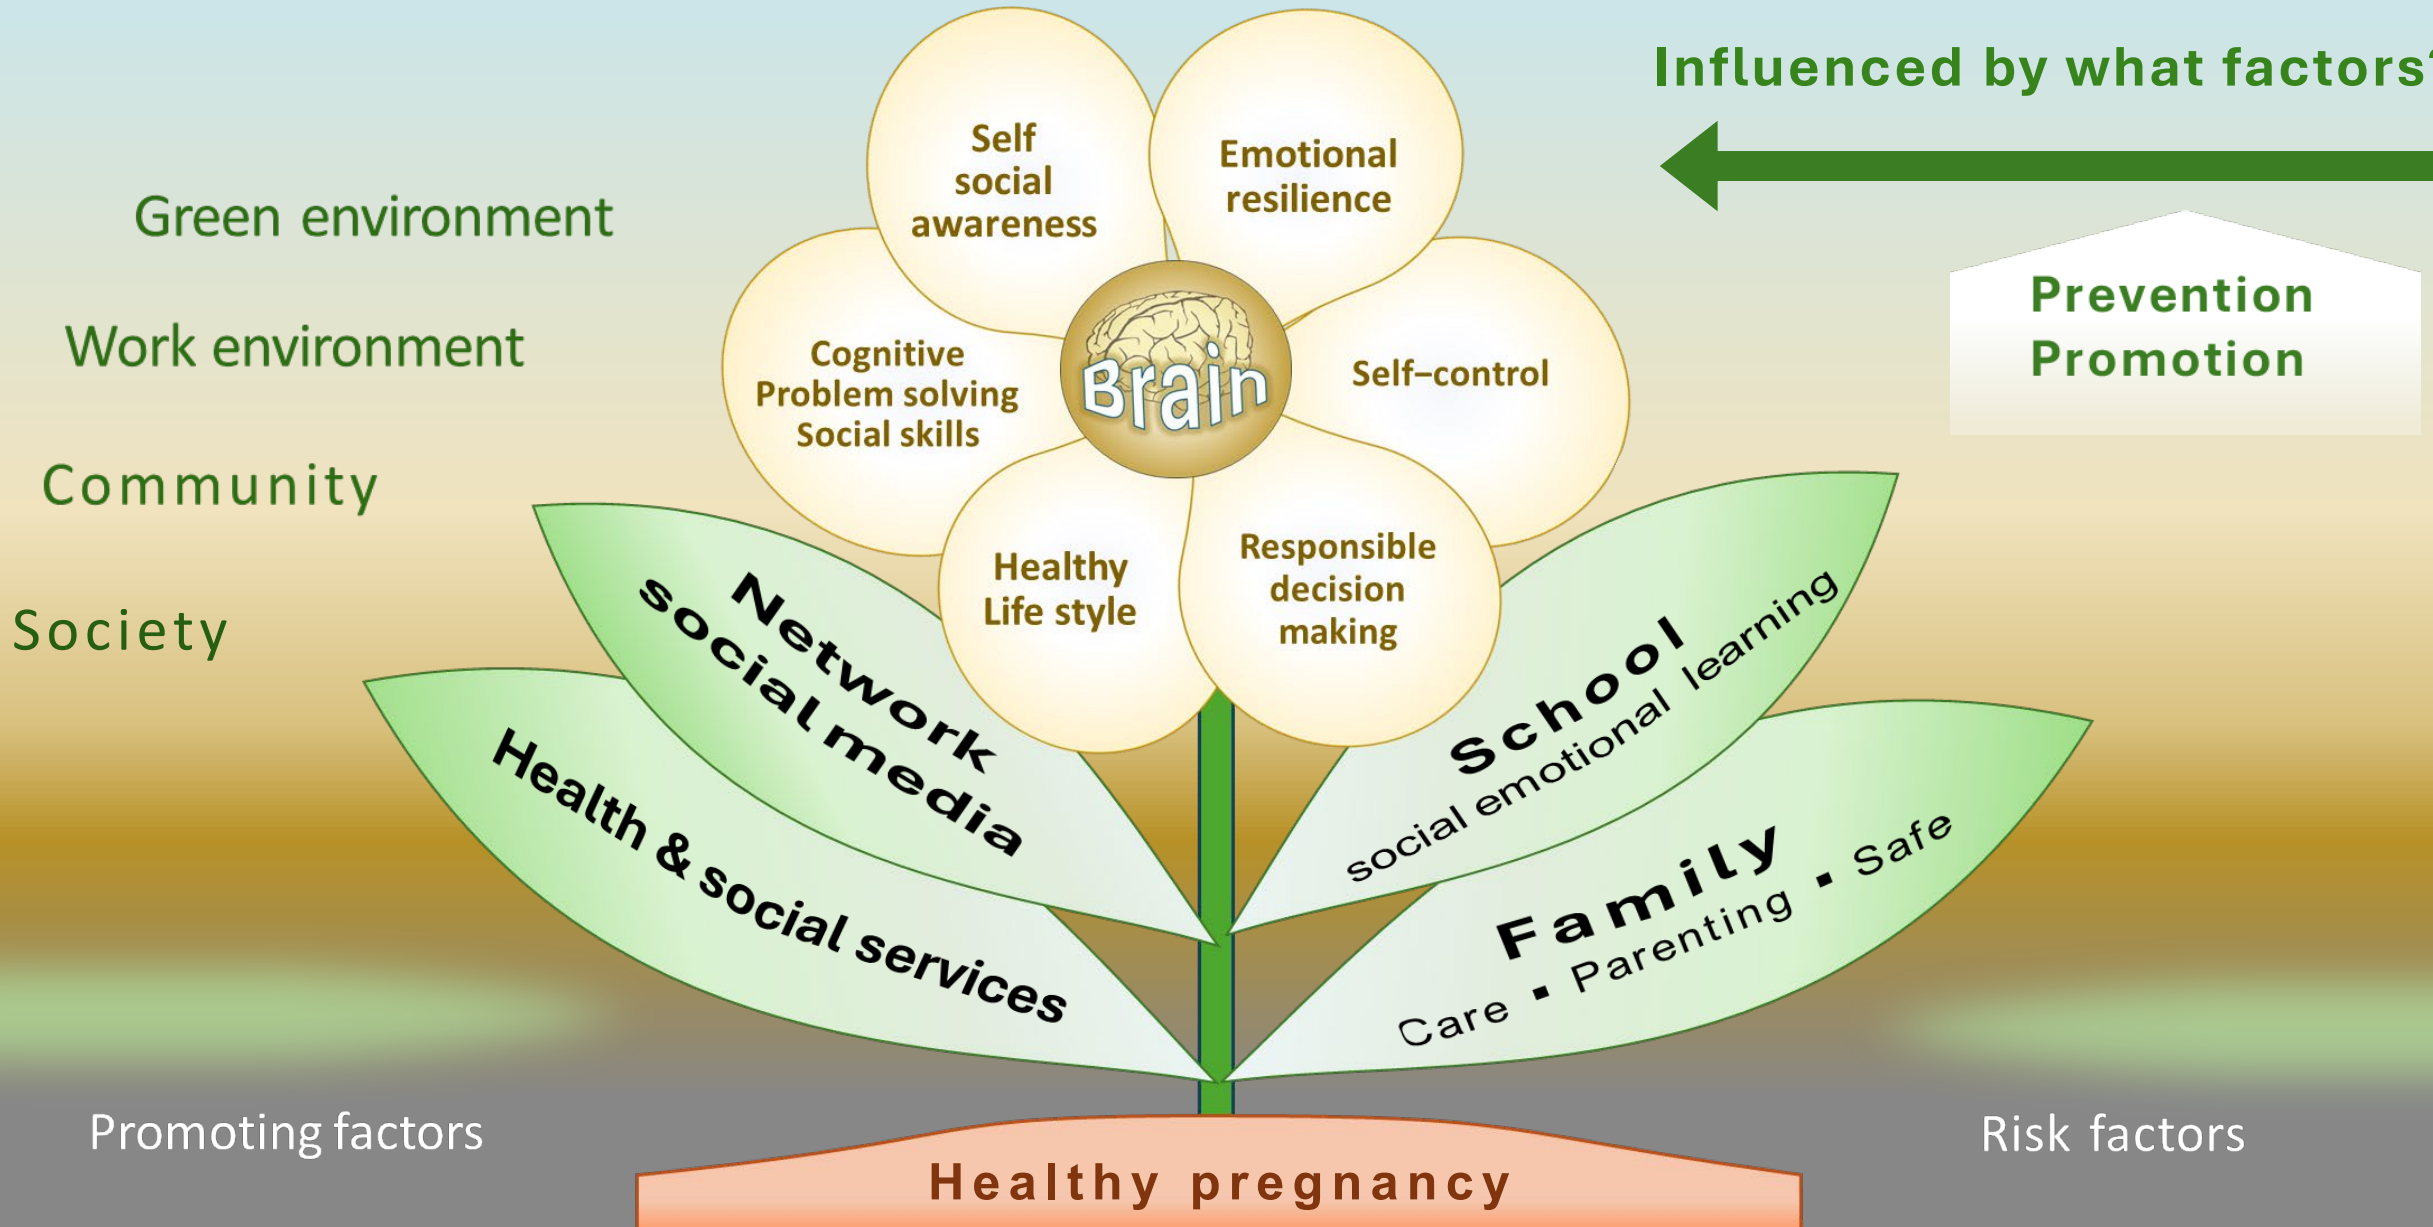 Influenced by what factors?
Prevention
Promotion
Green environment
Work environment
Community
Society
Self
social
awareness
Emotional
resilience
Cognitive
Problem solving
Social skills
Brain
Self–control
Healthy
Life style
Responsible
decision
making
Network
social media
School
social emotional learning
Health & social services
Family
Care ▪ Parenting ▪ Safe
Promoting factors
Risk factors
Healthy pregnancy